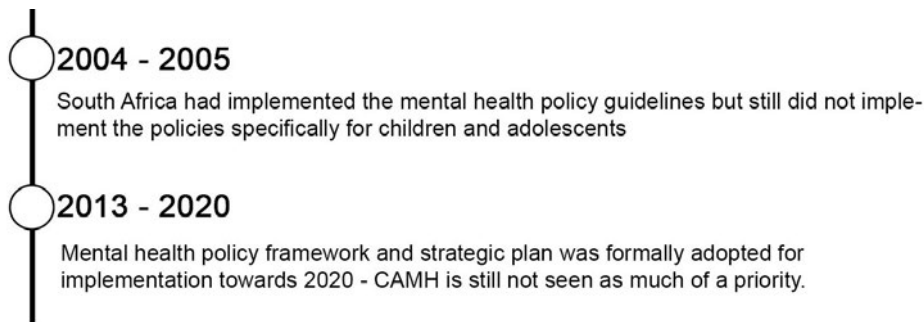 2004 - 2005
South Africa had implemented the mental health policy guidelines but still did not imple-
ment the policies specifically for children and adolescents
2013 - 2020
Mental health policy framework and strategic plan was formally adopted for
implementation towards 2020 - CAMH is still not seen as much of a priority.